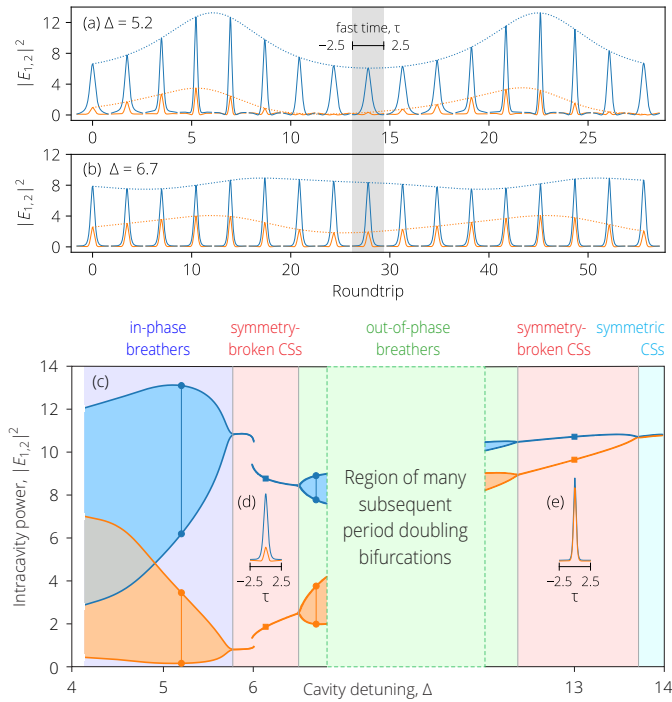 (a) Δ = 5.2
fast time, τ
−2.5 2.5
|E1,2|²
12
8
4
0
0 5 10 15 20 25
(b) Δ = 6.7
|E1,2|²
12
8
4
0
0 10 20 30 40 50
Roundtrip
in-phase breathers
symmetry-broken CSs
out-of-phase breathers
symmetry-broken CSs
symmetric CSs
(c)
Intracavity power, |E1,2|²
14
12
10
8
6
4
2
0
(d)
−2.5 2.5
τ
Region of many
subsequent
period doubling
bifurcations
(e)
−2.5 2.5
τ
4 5 6 13 14
Cavity detuning, Δ